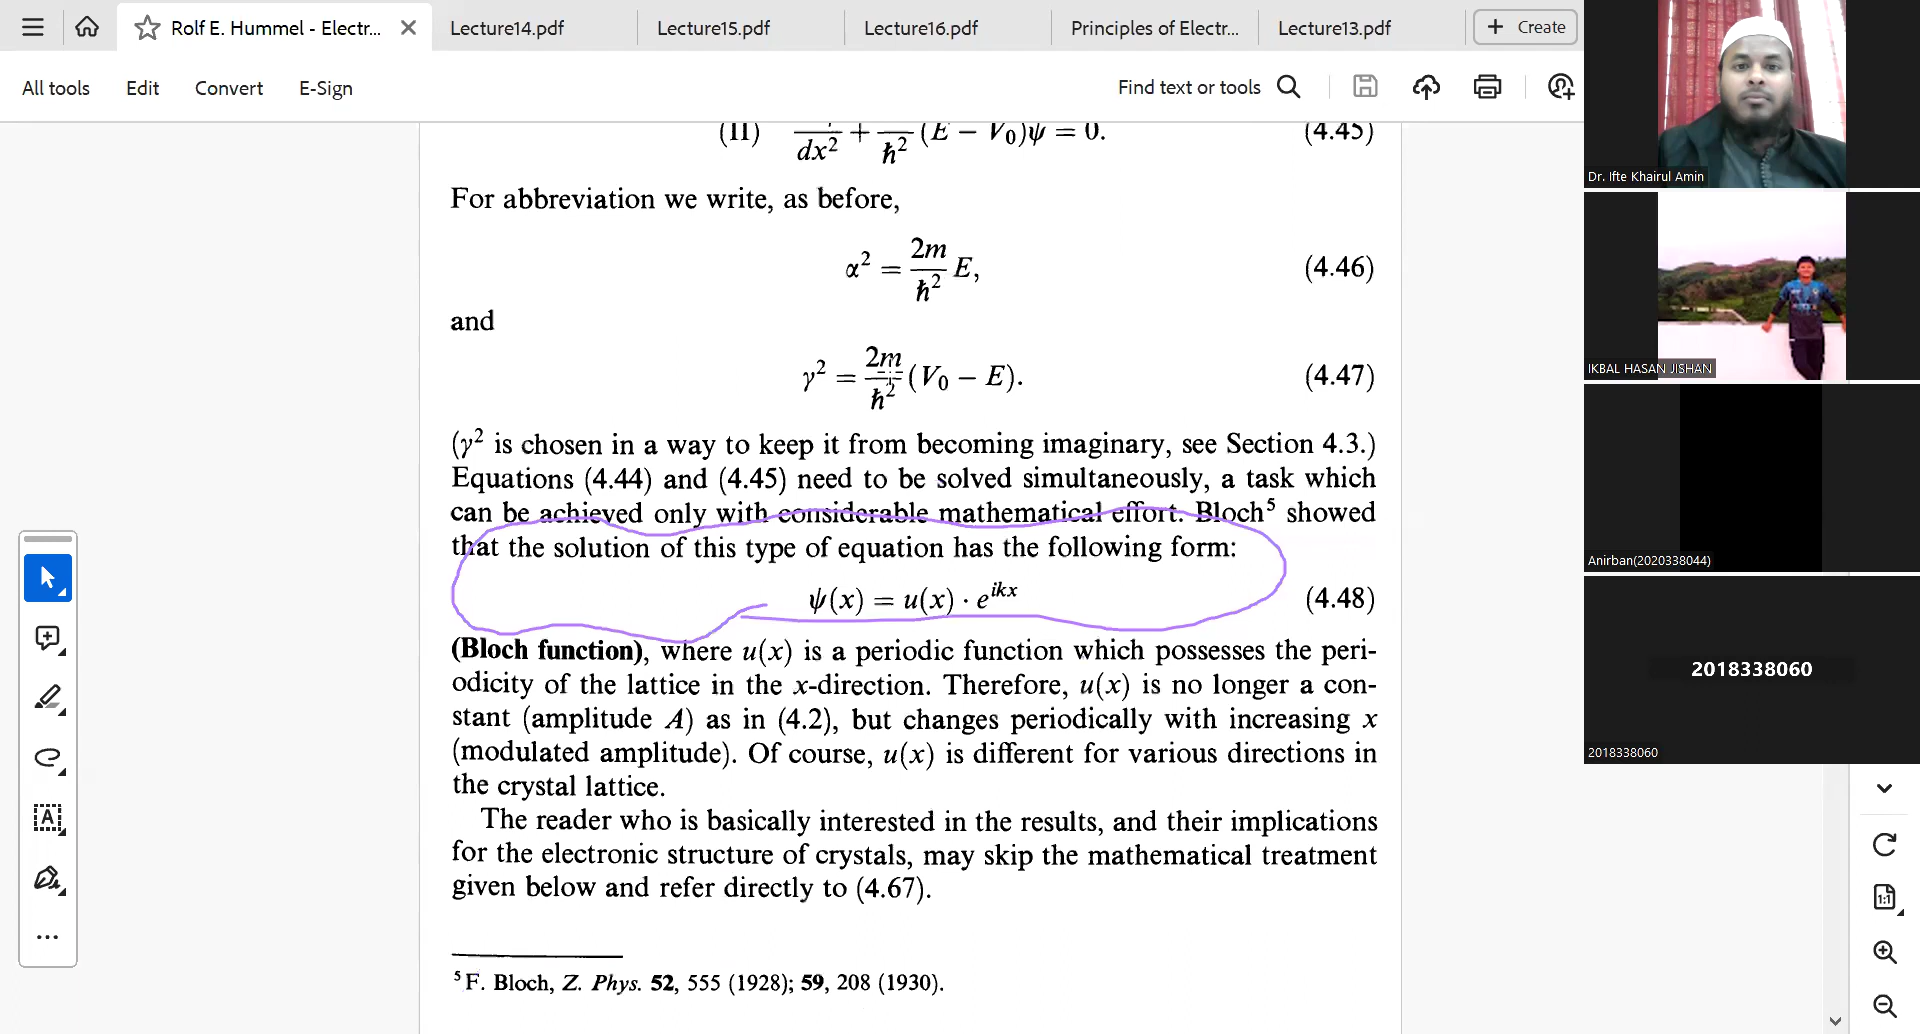 Rolf E. Hummel - Electr...
Lecture14.pdf
Lecture15.pdf
Lecture16.pdf
Principles of Electr...
Lecture13.pdf
+ Create
All tools
Edit
Convert
E-Sign
Find text or tools
(II) dx² + ħ² (E − V₀)ψ = 0. (4.45)
For abbreviation we write, as before,
α² = 2m/ħ² E, (4.46)
and
γ² = 2m/ħ² (V₀ − E). (4.47)
(γ² is chosen in a way to keep it from becoming imaginary, see Section 4.3.)
Equations (4.44) and (4.45) need to be solved simultaneously, a task which
can be achieved only with considerable mathematical effort. Bloch⁵ showed
that the solution of this type of equation has the following form:
ψ(x) = u(x) · e^{ikx} (4.48)
(Bloch function), where u(x) is a periodic function which possesses the peri-
odicity of the lattice in the x-direction. Therefore, u(x) is no longer a con-
stant (amplitude A) as in (4.2), but changes periodically with increasing x
(modulated amplitude). Of course, u(x) is different for various directions in
the crystal lattice.
The reader who is basically interested in the results, and their implications
for the electronic structure of crystals, may skip the mathematical treatment
given below and refer directly to (4.67).
⁵ F. Bloch, Z. Phys. 52, 555 (1928); 59, 208 (1930).
Dr. Ifte Khairul Amin
IKBAL HASAN JISHAN
Anirban(2020338044)
2018338060
2018338060
A
1:1